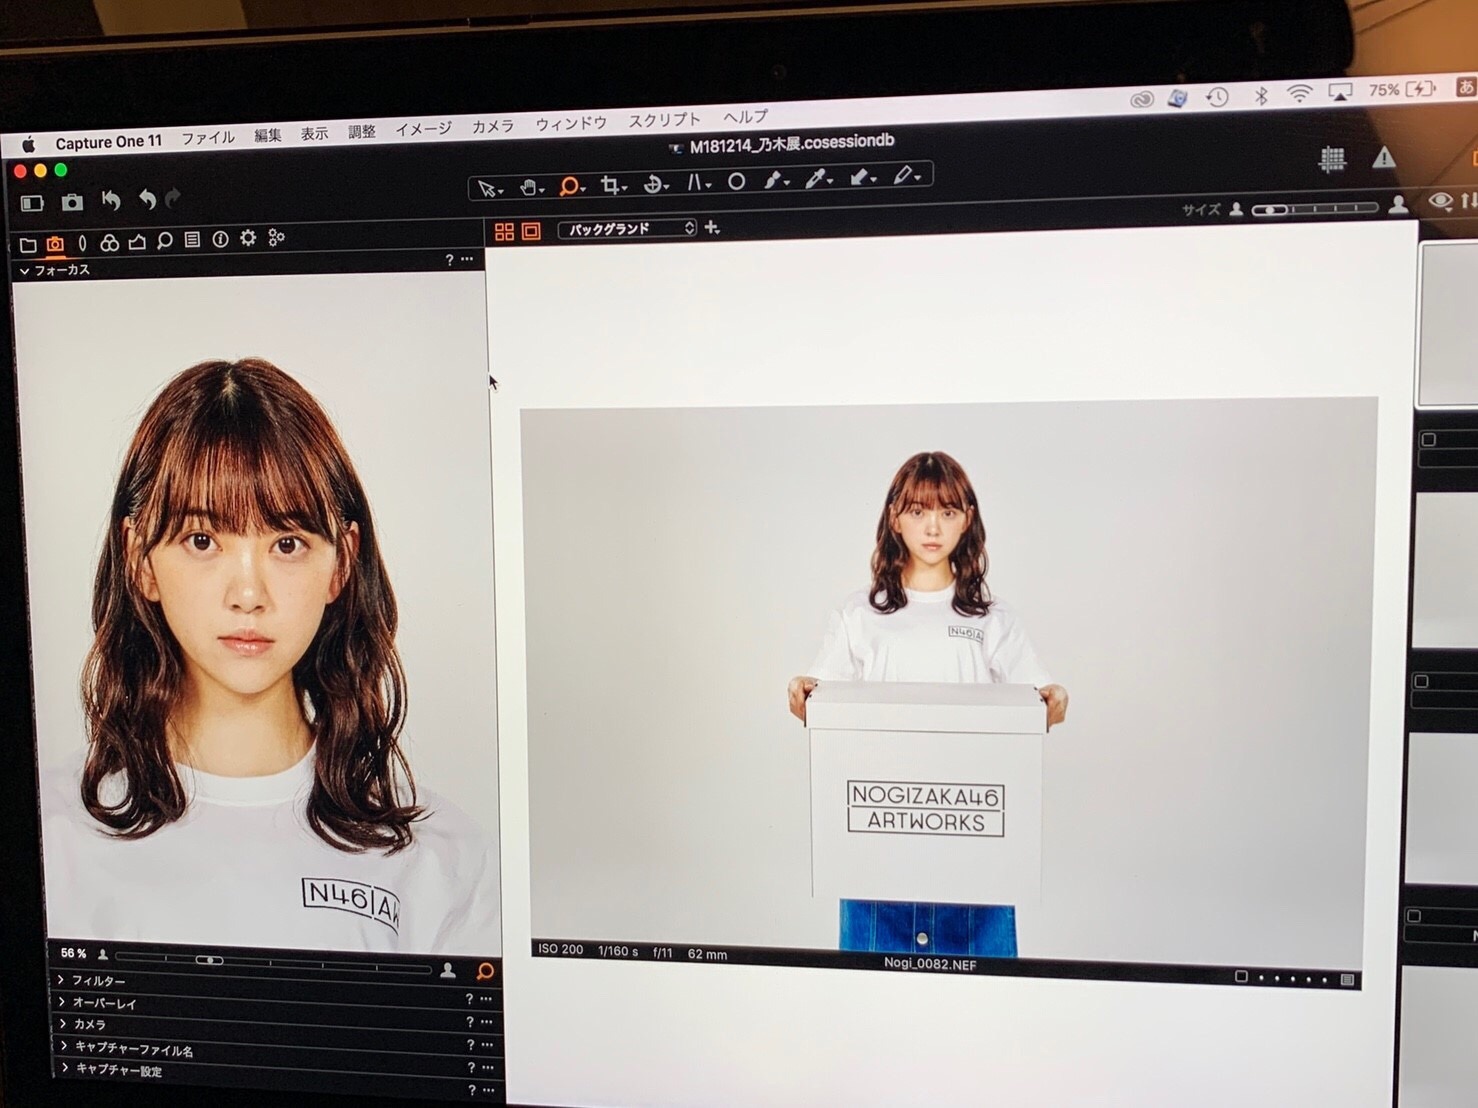 Capture One 11 ファイル 編集 表示 調整 イメージ カメラ ウィンドウ スクリプト ヘルプ 75% あ
M181214_乃木展.cosessiondb
サイズ
バックグランド
フォーカス
? ...
N46|A
N46|A
NOGIZAKA46
ARTWORKS
56 %
ISO 200 1/160 s f/11 62 mm
Nogi_0082.NEF
フィルター
オーバーレイ ? ...
カメラ ? ...
キャプチャーファイル名 ? ...
キャプチャー設定 ? ...
? ...